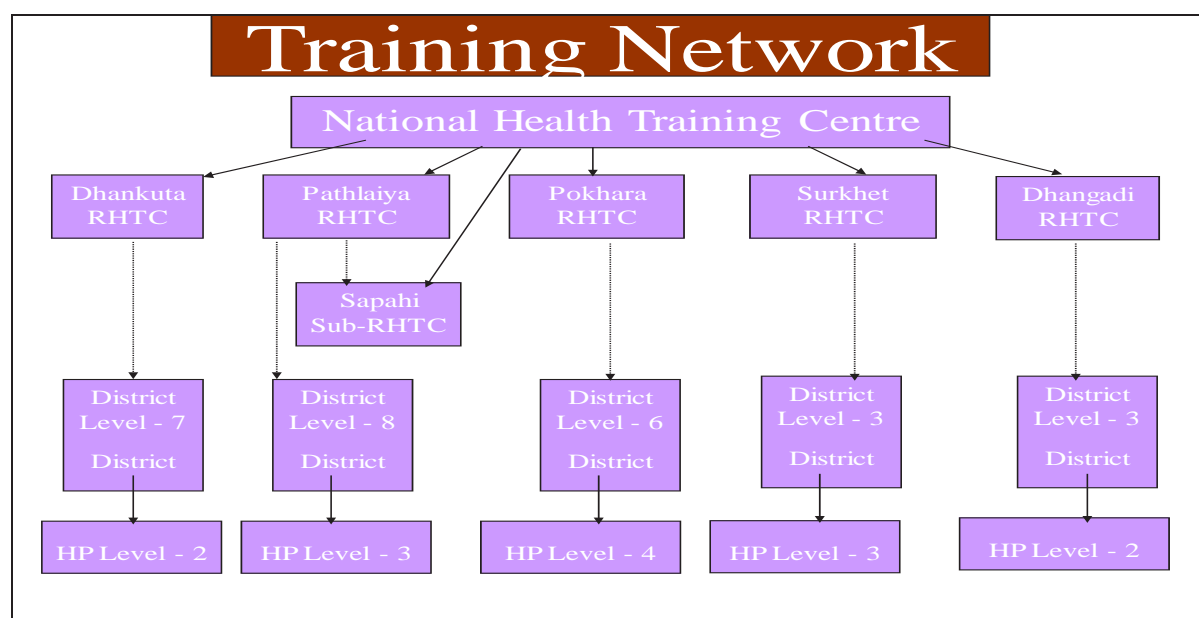 Training Network
National Health Training Centre
Dhankuta
RHTC
Pathlaiya
RHTC
Pokhara
RHTC
Surkhet
RHTC
Dhangadi
RHTC
Sapahi
Sub-RHTC
District
Level - 7
District
District
Level - 8
District
District
Level - 6
District
District
Level - 3
District
District
Level - 3
District
HP Level - 2
HP Level - 3
HP Level - 4
HP Level - 3
HP Level - 2